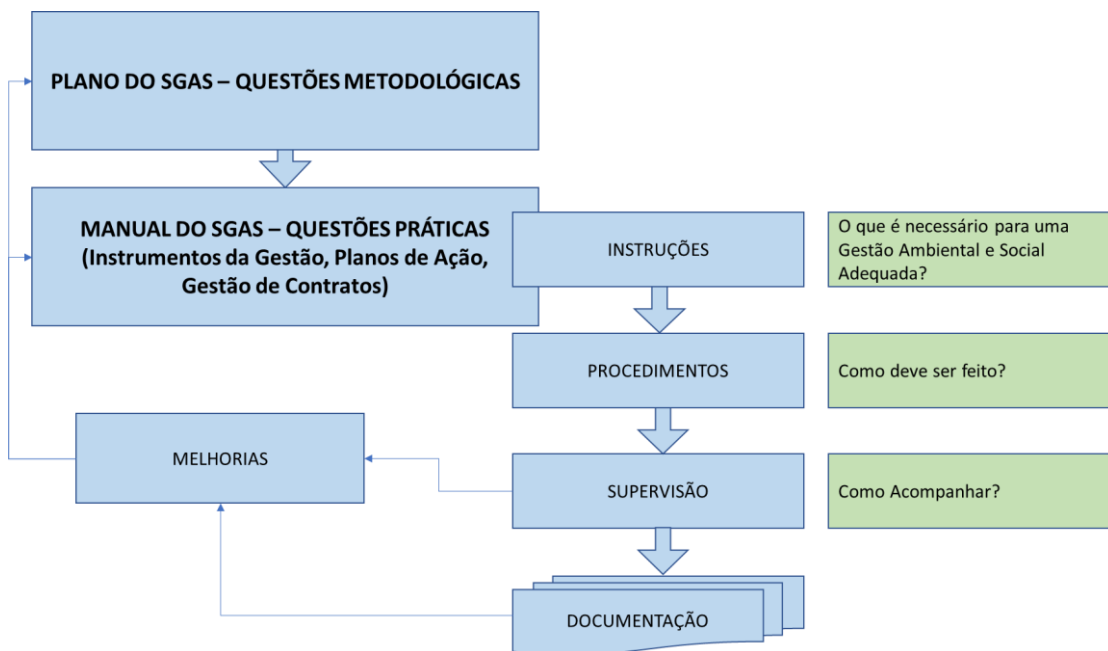 PLANO DO SGAS – QUESTÕES METODOLÓGICAS
MANUAL DO SGAS – QUESTÕES PRÁTICAS
(Instrumentos da Gestão, Planos de Ação,
Gestão de Contratos)
INSTRUÇÕES
O que é necessário para uma
Gestão Ambiental e Social
Adequada?
PROCEDIMENTOS
Como deve ser feito?
MELHORIAS
SUPERVISÃO
Como Acompanhar?
DOCUMENTAÇÃO